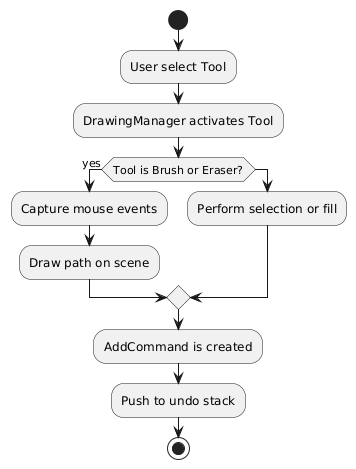 User select Tool
DrawingManager activates Tool
yes
Tool is Brush or Eraser?
Capture mouse events
Perform selection or fill
Draw path on scene
AddCommand is created
Push to undo stack